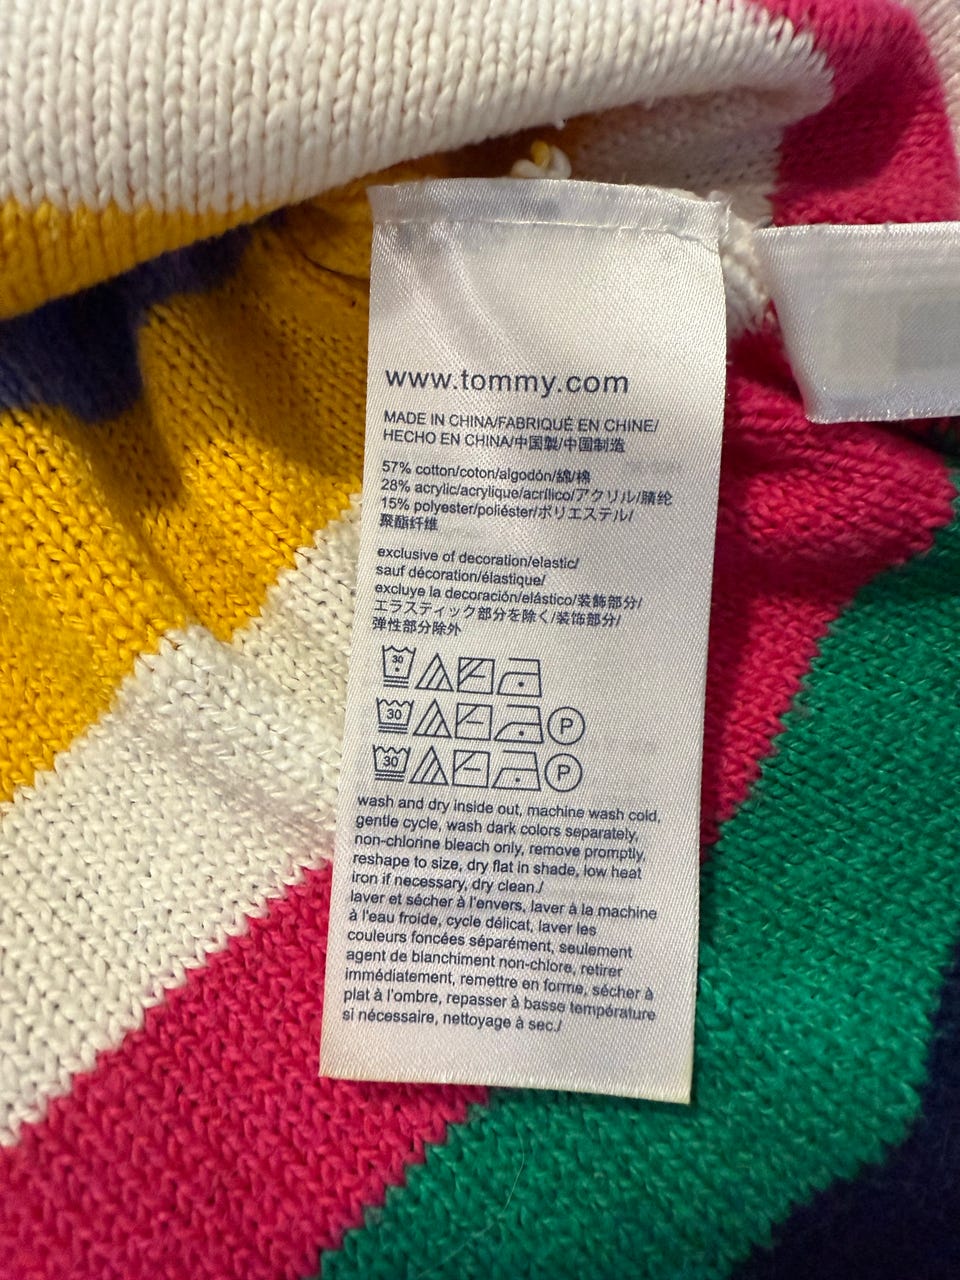 www.tommy.com
MADE IN CHINA/FABRIQUÉ EN CHINE/
HECHO EN CHINA/中国製/中国制造
57% cotton/coton/algodón/綿/棉
28% acrylic/acrylique/acrílico/アクリル/腈纶
15% polyester/poliéster/ポリエステル/
聚酯纤维
exclusive of decoration/elastic/
sauf décoration/élastique/
excluye la decoración/elástico/装飾部分/
エラスティック部分を除く/装饰部分/
弹性部分除外
30
30 P
30 P
wash and dry inside out, machine wash cold,
gentle cycle, wash dark colors separately,
non-chlorine bleach only, remove promptly,
reshape to size, dry flat in shade, low heat
iron if necessary, dry clean./
laver et sécher à l'envers, laver à la machine
à l'eau froide, cycle délicat, laver les
couleurs foncées séparément, seulement
agent de blanchiment non-chlore, retirer
immédiatement, remettre en forme, sécher à
plat à l'ombre, repasser à basse température
si nécessaire, nettoyage à sec./